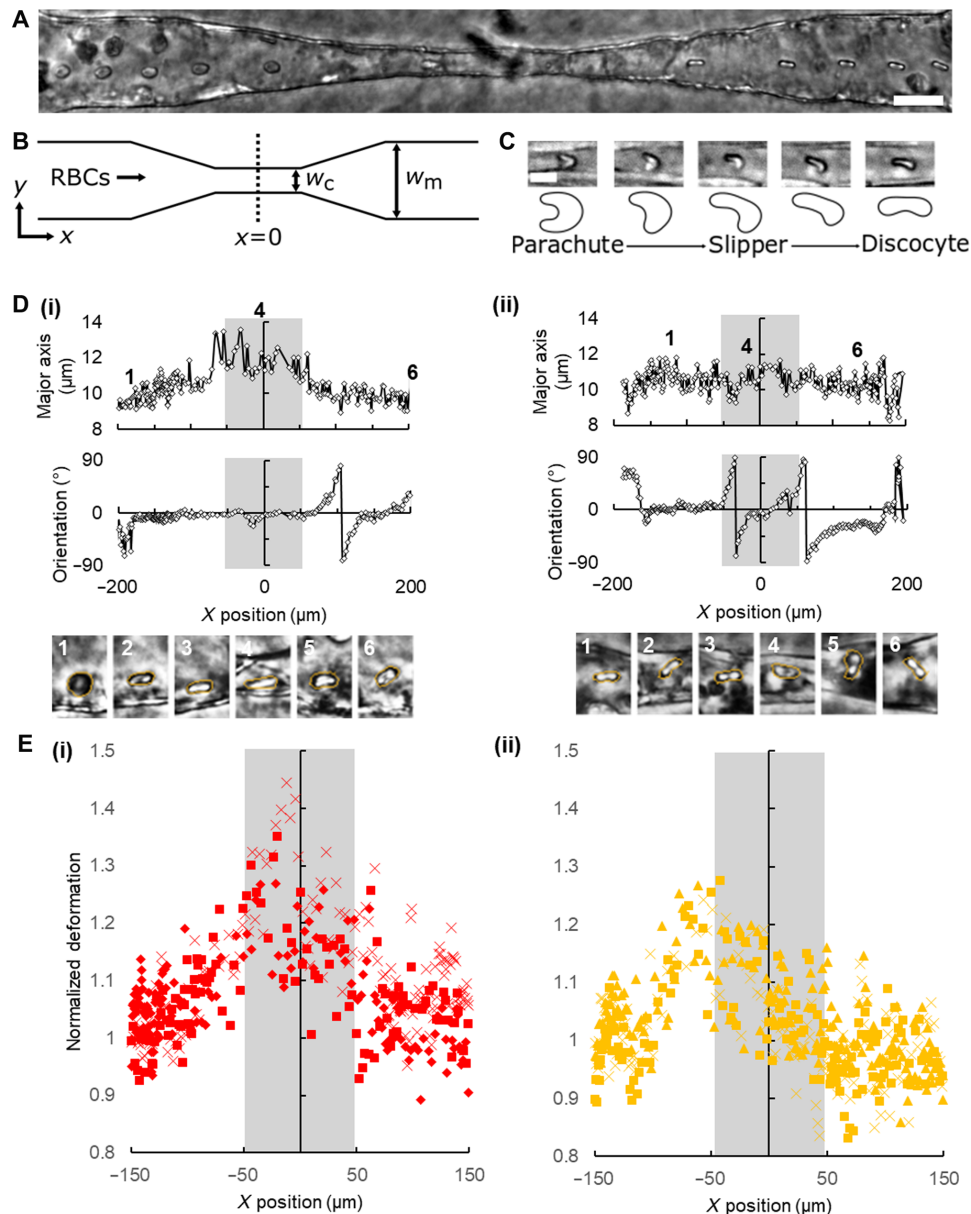 A
B
RBCs
y
x
x=0
wc
wm
C
Parachute
Slipper
Discocyte
D (i)
Major axis
(µm)
14
12
10
8
1
4
6
Orientation (°)
90
0
−90
−200
0
200
X position (µm)
1 2 3 4 5 6
(ii)
Major axis
(µm)
14
12
10
8
1
4
6
Orientation (°)
90
0
−90
−200
0
200
X position (µm)
1 2 3 4 5 6
E (i)
Normalized deformation
1.5
1.4
1.3
1.2
1.1
1
0.9
0.8
−150
−50
50
150
X position (µm)
(ii)
1.5
1.4
1.3
1.2
1.1
1
0.9
0.8
−150
−50
50
150
X position (µm)